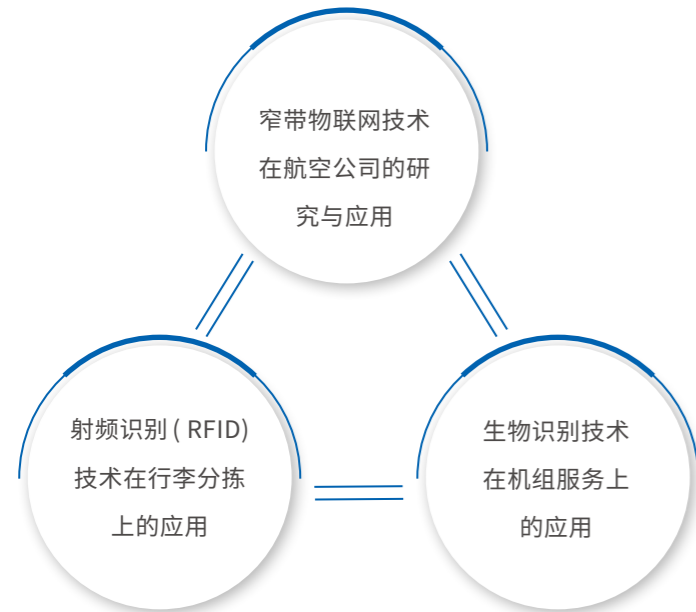 窄带物联网技术
在航空公司的研
究与应用
射频识别 ( RFID)
技术在行李分拣
上的应用
生物识别技术
在机组服务上
的应用